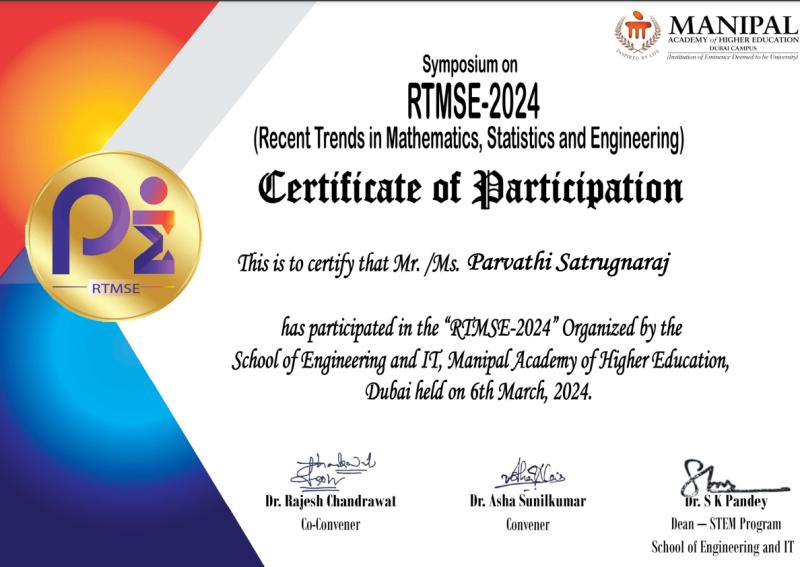 MANIPAL
ACADEMY of HIGHER EDUCATION
DUBAI CAMPUS
(Institution of Eminence Deemed to be University)
INSPIRED BY LIFE
Symposium on
RTMSE-2024
(Recent Trends in Mathematics, Statistics and Engineering)
Certificate of Participation
RTMSE
This is to certify that Mr. /Ms. Parvathi Satrugnaraj
has participated in the “RTMSE-2024” Organized by the
School of Engineering and IT, Manipal Academy of Higher Education,
Dubai held on 6th March, 2024.
Dr. Rajesh Chandrawat
Co-Convener
Dr. Asha Sunilkumar
Convener
Dr. S K Pandey
Dean – STEM Program
School of Engineering and IT